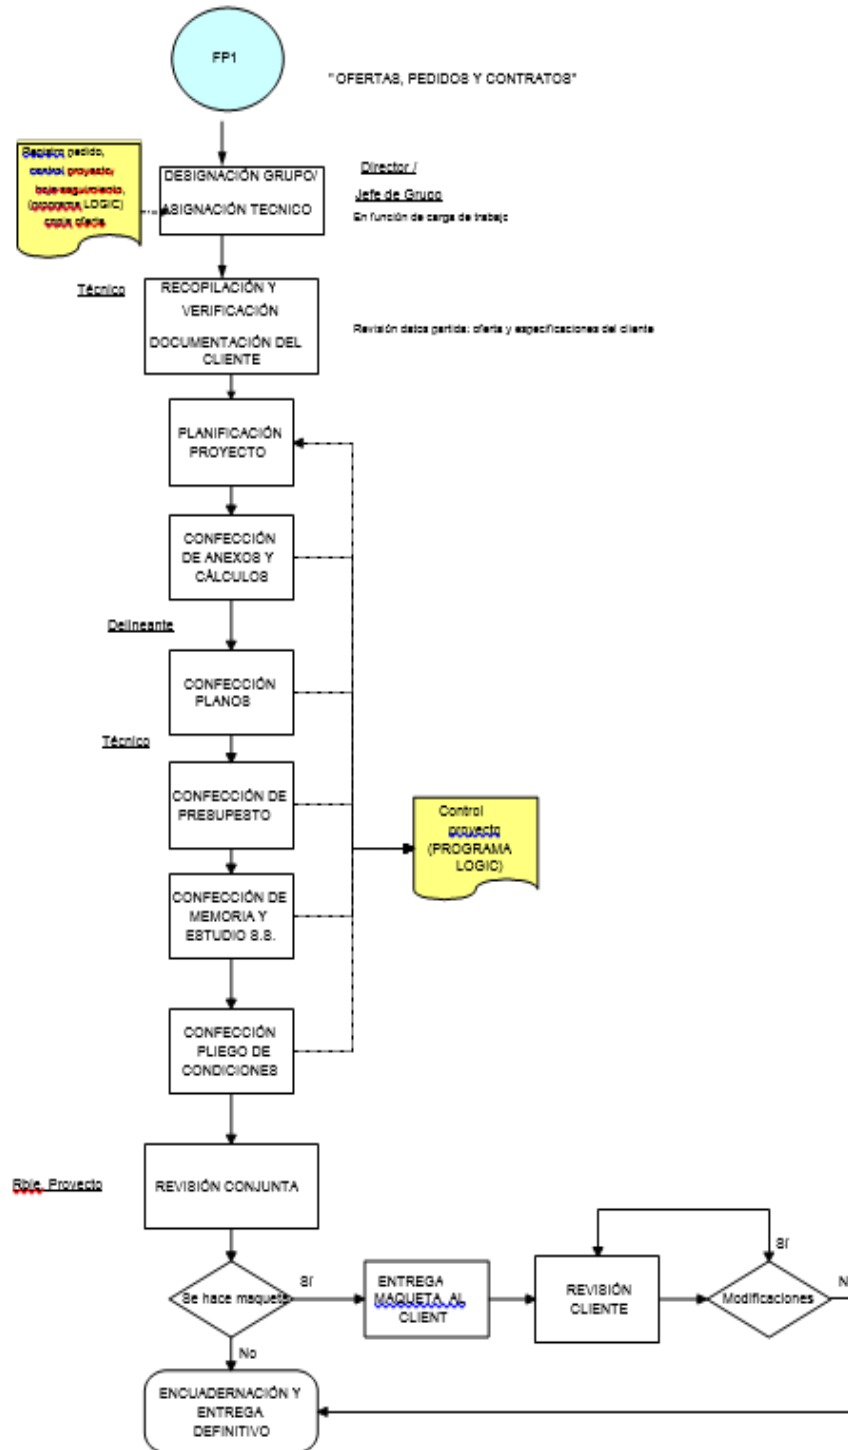 FP1
"OFERTAS, PEDIDOS Y CONTRATOS"
Registro pedido,
control proyecto/
hoja seguimiento,
(programa LOGIC)
copia oferta
DESIGNACIÓN GRUPO/
ASIGNACIÓN TECNICO
Director /
Jefe de Grupo
En función de carga de trabajo
Técnico
RECOPILACIÓN Y
VERIFICACIÓN
DOCUMENTACIÓN DEL
CLIENTE
Revisión datos partida: oferta y especificaciones del cliente
PLANIFICACIÓN
PROYECTO
CONFECCIÓN
DE ANEXOS Y
CÁLCULOS
Delineante
CONFECCIÓN
PLANOS
Técnico
CONFECCIÓN DE
PRESUPESTO
Control
proyecto
(PROGRAMA
LOGIC)
CONFECCIÓN DE
MEMORIA Y
ESTUDIO S.S.
CONFECCIÓN
PLIEGO DE
CONDICIONES
Rble. Proyecto
REVISIÓN CONJUNTA
Se hace maqueta
Sí
ENTREGA
MAQUETA AL
CLIENT
REVISIÓN
CLIENTE
Modificaciones
Sí
N
No
ENCUADERNACIÓN Y
ENTREGA
DEFINITIVO